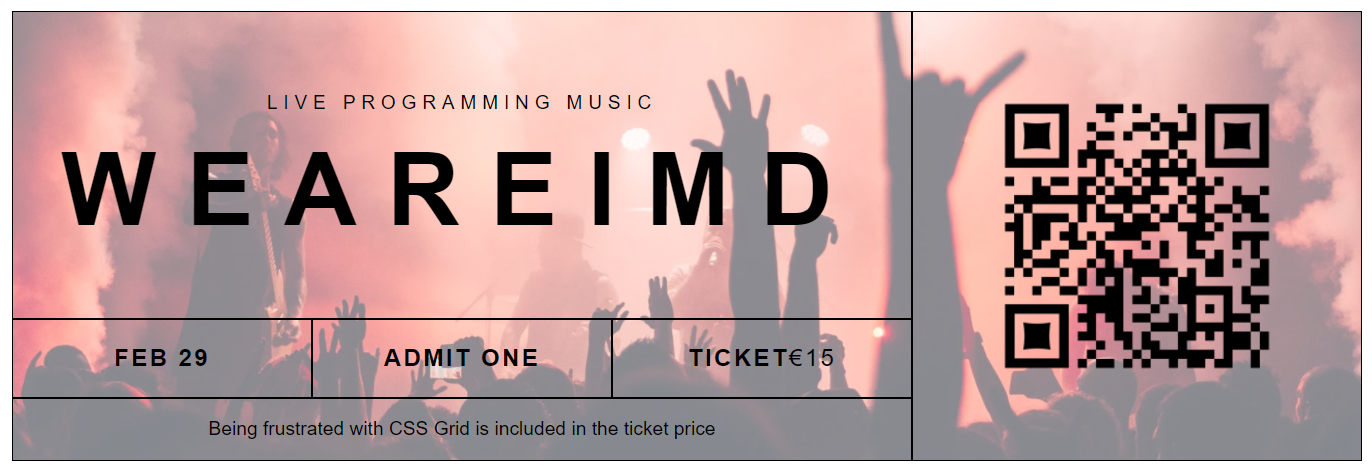 LIVE PROGRAMMING MUSIC
WEAREIMD
FEB 29
ADMIT ONE
TICKET€15
Being frustrated with CSS Grid is included in the ticket price